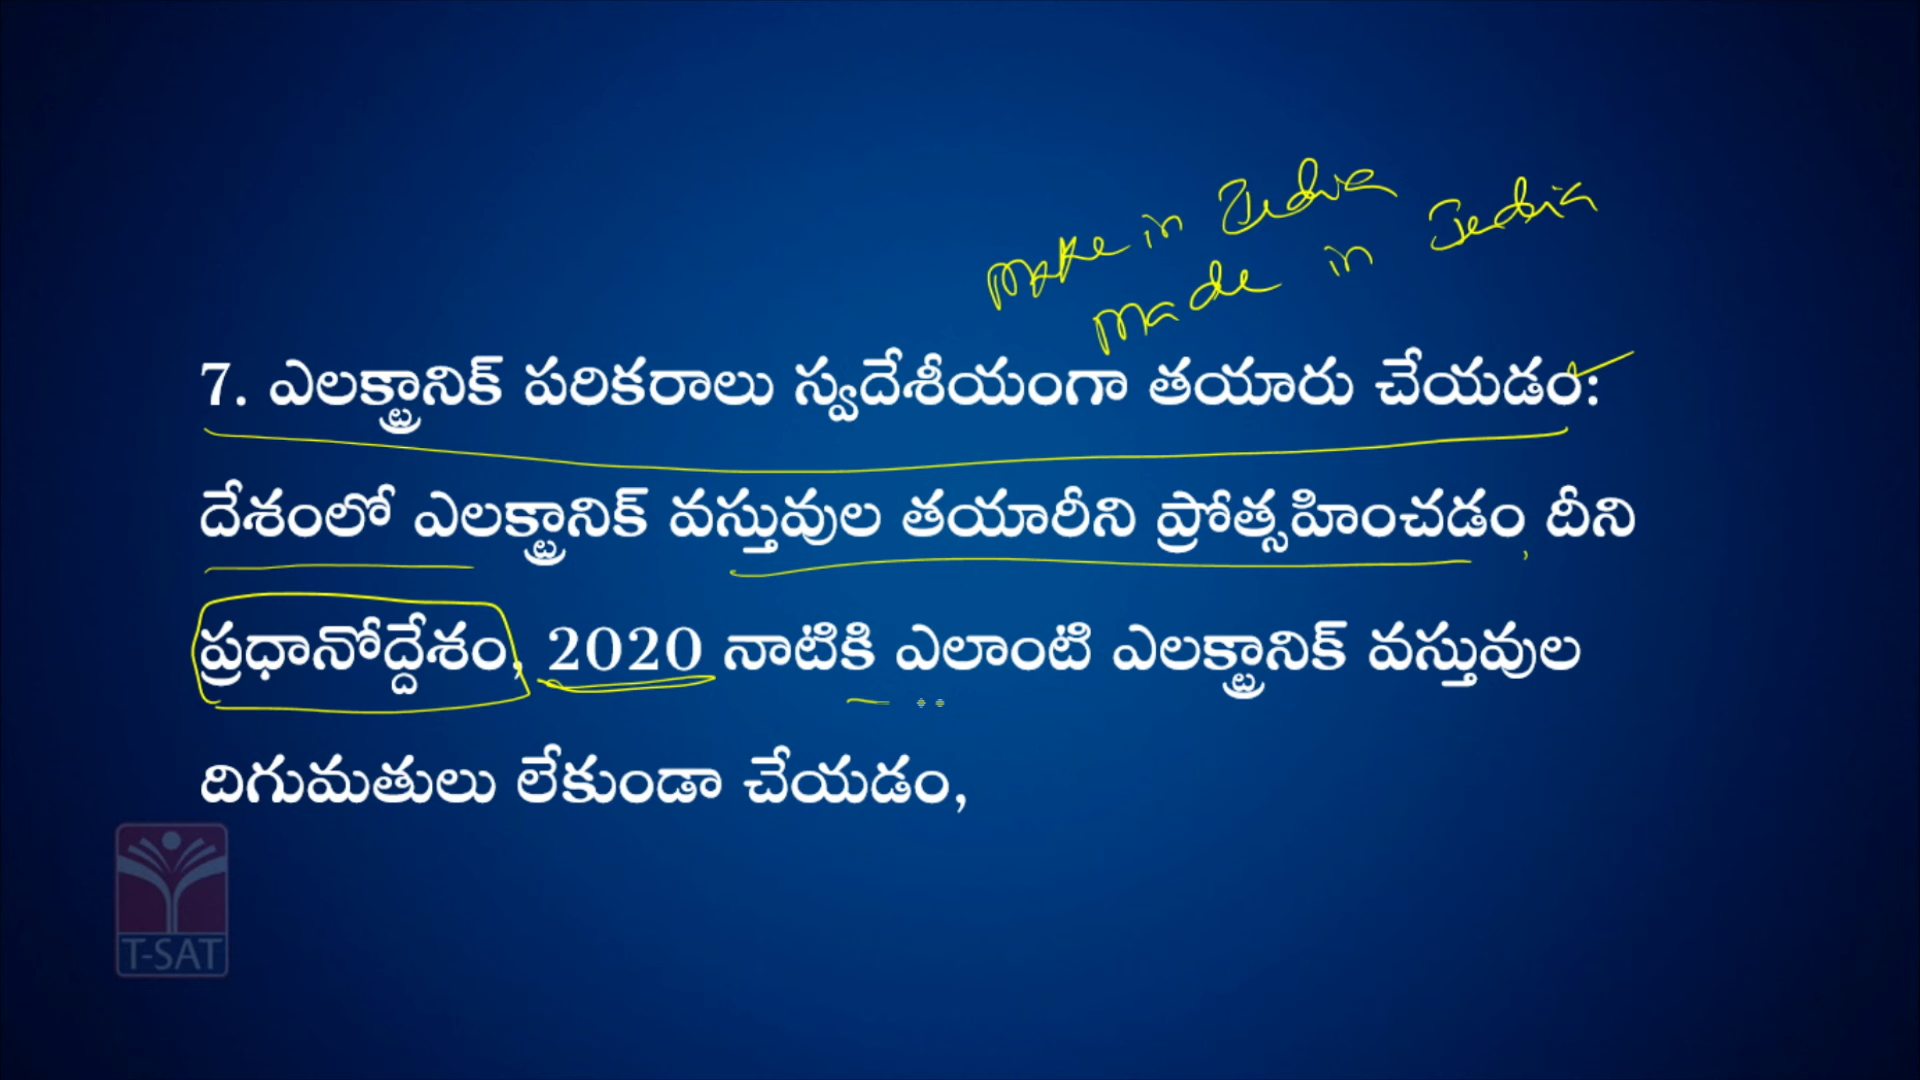 Make in India
Made in India
7. ఎలక్ట్రానిక్ పరికరాలు స్వదేశీయంగా తయారు చేయడం:
దేశంలో ఎలక్ట్రానిక్ వస్తువుల తయారీని ప్రోత్సహించడం దీని
ప్రధానోద్దేశం, 2020 నాటికి ఎలాంటి ఎలక్ట్రానిక్ వస్తువుల
దిగుమతులు లేకుండా చేయడం,
T-SAT